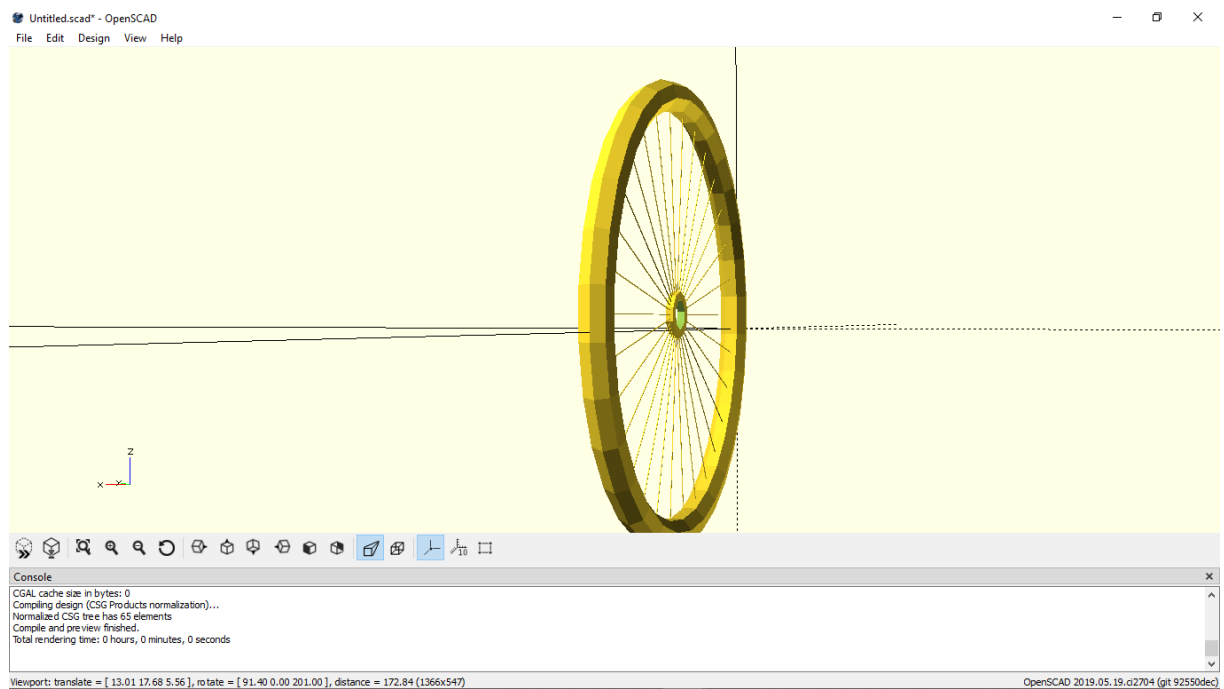 Untitled.scad* - OpenSCAD
File Edit Design View Help
z
x
Console
CGAL cache size in bytes: 0
Compiling design (CSG Products normalization)...
Normalized CSG tree has 65 elements
Compile and preview finished.
Total rendering time: 0 hours, 0 minutes, 0 seconds
Viewport: translate = [ 13.01 17.68 5.56 ], rotate = [ 91.40 0.00 201.00 ], distance = 172.84 (1366x547)
OpenSCAD 2019.05.19.ci2704 (git 92550dec)